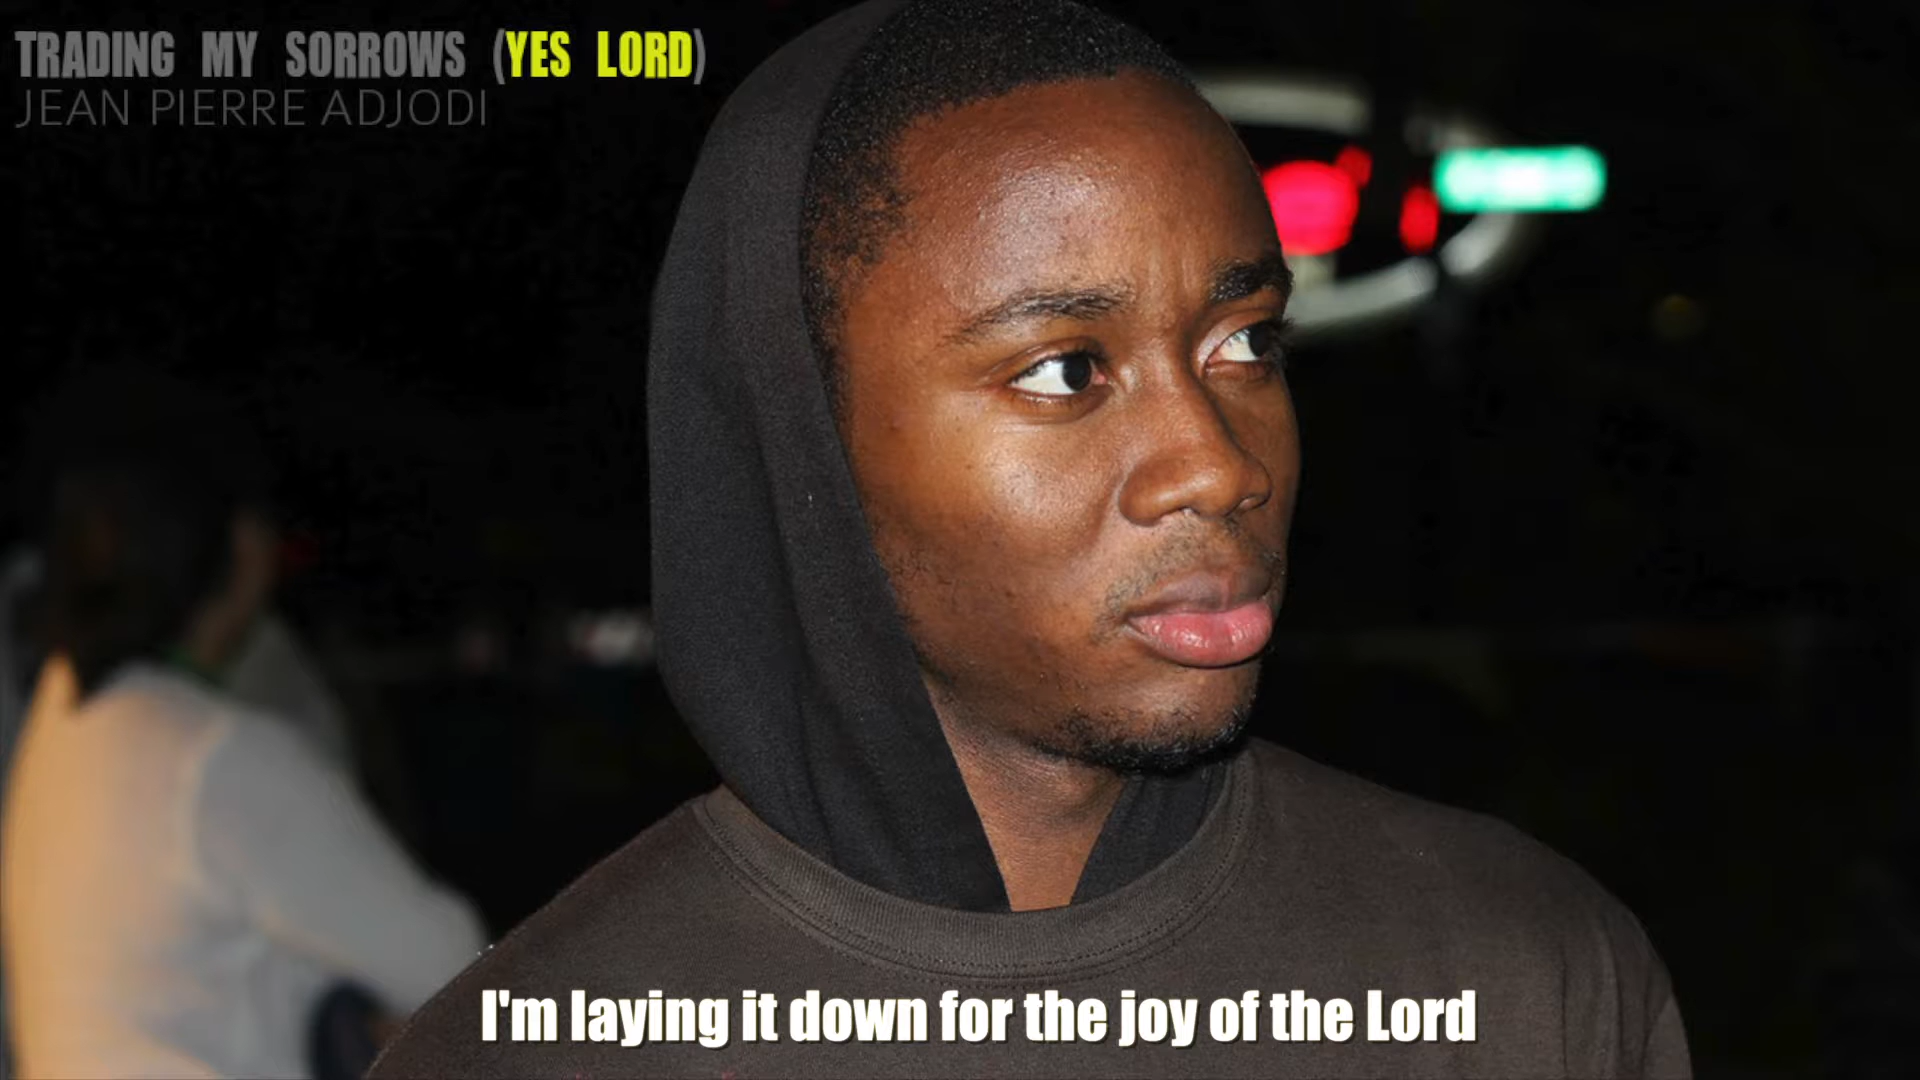 TRADING MY SORROWS (YES LORD)
JEAN PIERRE ADJODI
I'm laying it down for the joy of the Lord